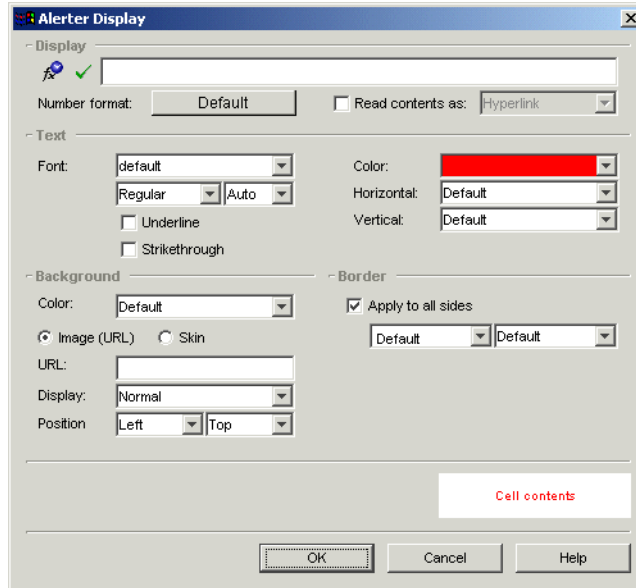 Alerter Display
Display
fx
Number format: Default Read contents as: Hyperlink
Text
Font: default Color:
Regular Auto Horizontal: Default
Underline Vertical: Default
Strikethrough
Background Border
Color: Default Apply to all sides
Default Default
Image (URL) Skin
URL:
Display: Normal
Position Left Top
Cell contents
OK Cancel Help